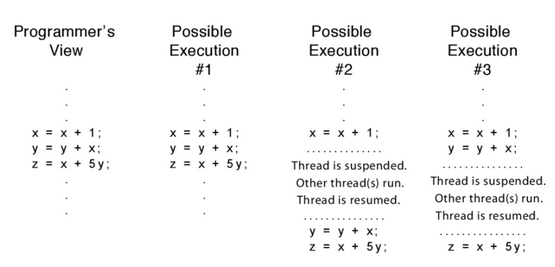 Programmer's
View
.
.
.
x = x + 1;
y = y + x;
z = x + 5y;
.
.
.
Possible
Execution
#1
.
.
.
x = x + 1;
y = y + x;
z = x + 5y;
.
.
.
Possible
Execution
#2
.
.
.
x = x + 1;
..............
Thread is suspended.
Other thread(s) run.
Thread is resumed.
...............
y = y + x;
z = x + 5y;
Possible
Execution
#3
.
.
.
x = x + 1;
y = y + x;
...............
Thread is suspended.
Other thread(s) run.
Thread is resumed.
................
z = x + 5y;